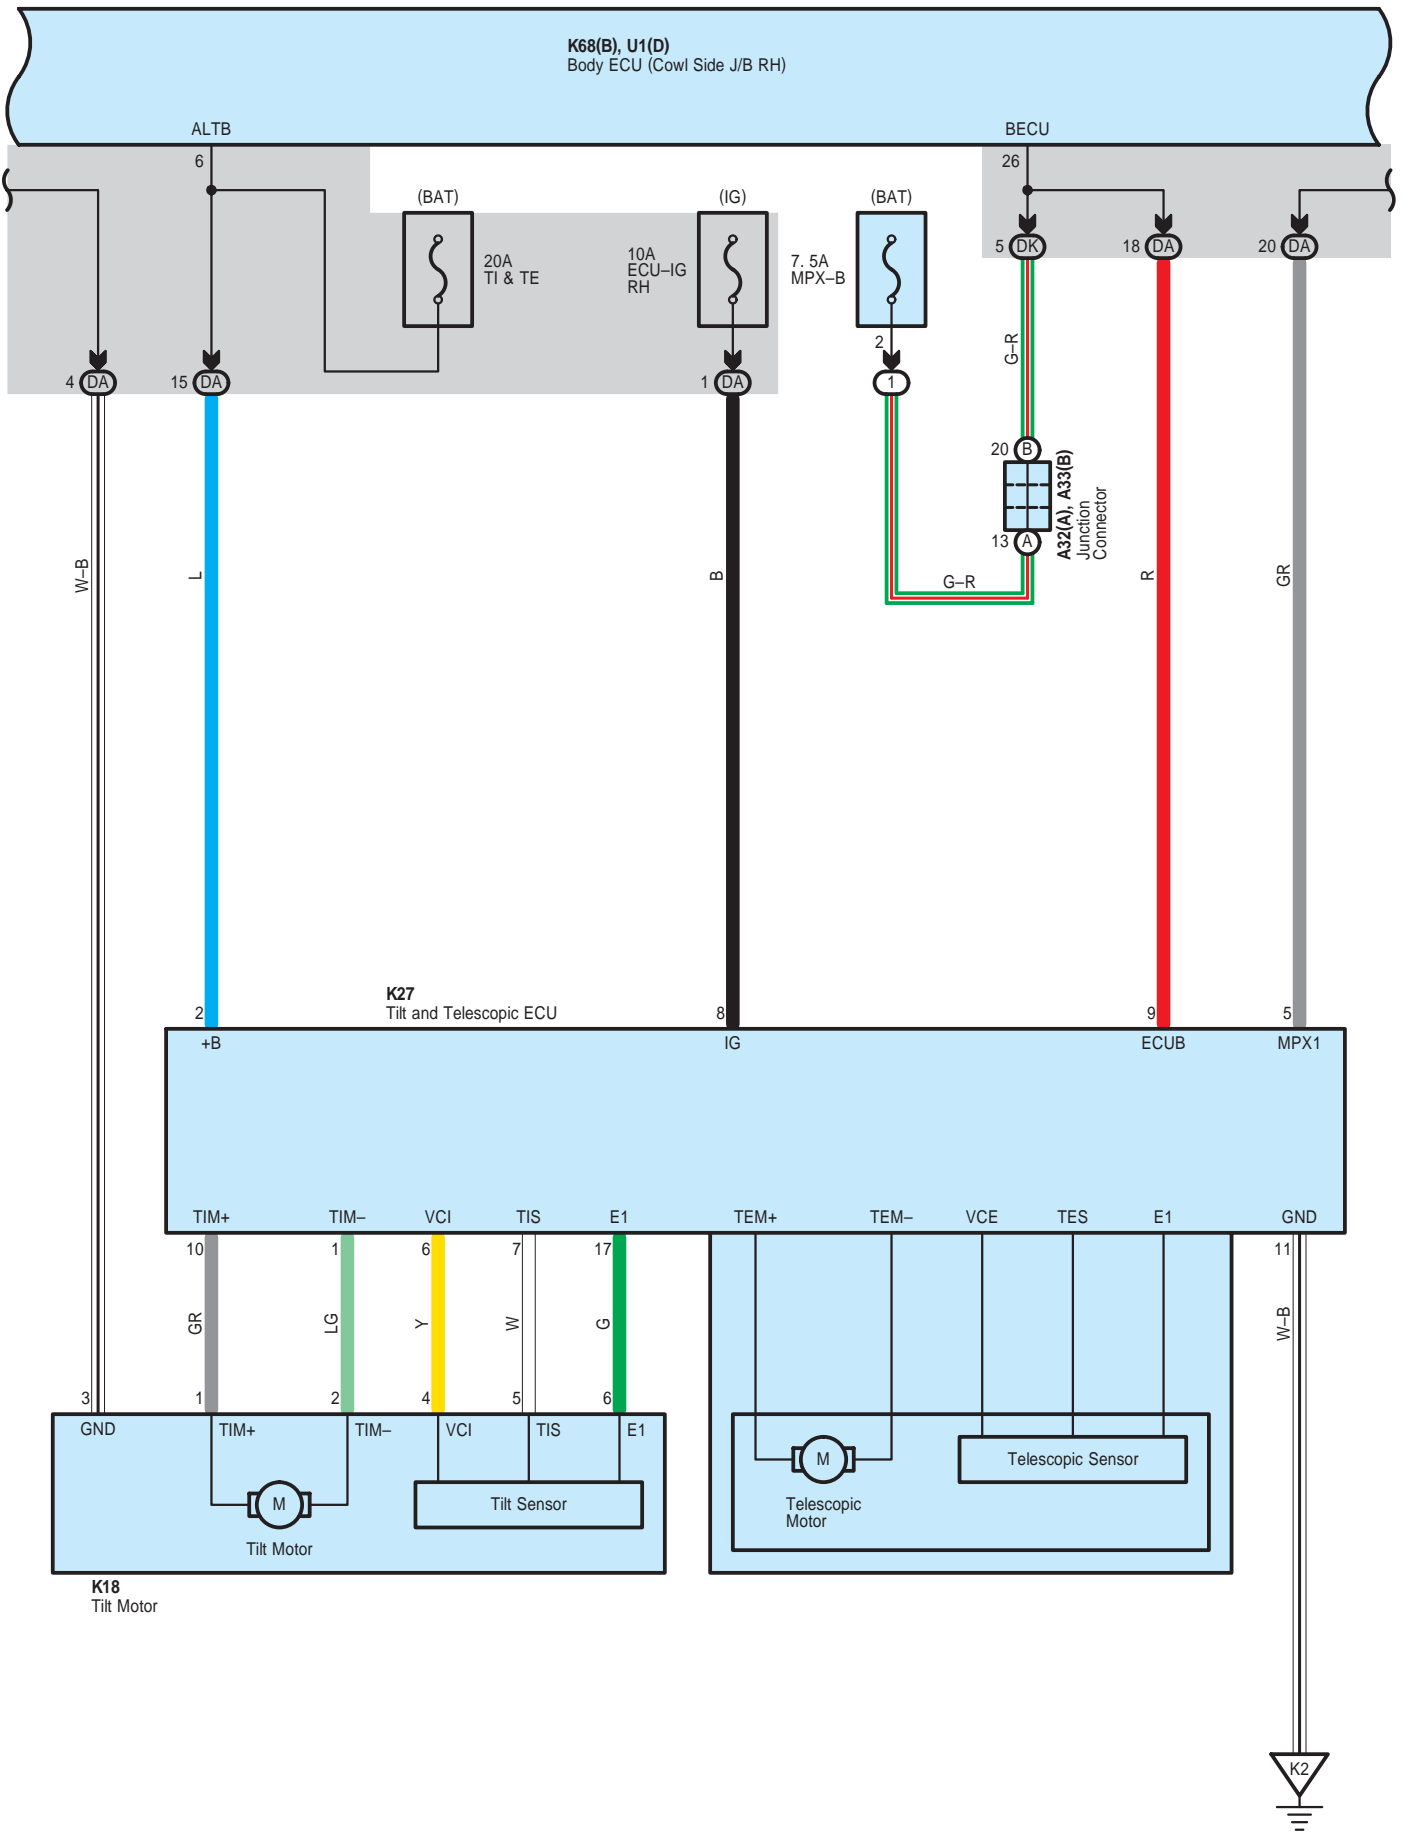 K68(B), U1(D)
Body ECU (Cowl Side J/B RH)
ALTB
BECU
6
26
(BAT)
(IG)
(BAT)
20A
TI & TE
10A
ECU–IG
RH
7. 5A
MPX–B
5 DK
18 DA
20 DA
2
4 DA
15 DA
1 DA
1
G–R
20 B
A32(A), A33(B)
Junction
Connector
13 A
G–R
W–B
L
B
R
GR
K27
Tilt and Telescopic ECU
2
8
9
5
+B
IG
ECUB
MPX1
TIM+
TIM–
VCI
TIS
E1
TEM+
TEM–
VCE
TES
E1
GND
10
1
6
7
17
11
GR
LG
Y
W
G
W–B
3
1
2
4
5
6
GND
TIM+
TIM–
VCI
TIS
E1
M
Tilt Sensor
Tilt Motor
M
Telescopic Sensor
Telescopic
Motor
K18
Tilt Motor
K2